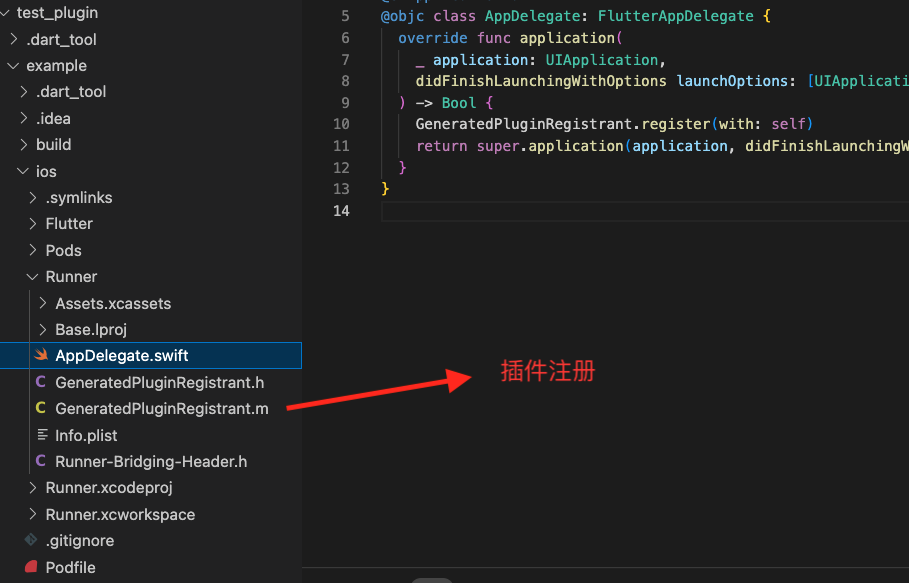 test_plugin
.dart_tool
example
.dart_tool
.idea
build
ios
.symlinks
Flutter
Pods
Runner
Assets.xcassets
Base.lproj
AppDelegate.swift
C GeneratedPluginRegistrant.h
C GeneratedPluginRegistrant.m
Info.plist
C Runner-Bridging-Header.h
Runner.xcodeproj
Runner.xcworkspace
.gitignore
Podfile
5 @objc class AppDelegate: FlutterAppDelegate {
6 override func application(
7 _ application: UIApplication,
8 didFinishLaunchingWithOptions launchOptions: [UIApplicati
9 ) -> Bool {
10 GeneratedPluginRegistrant.register(with: self)
11 return super.application(application, didFinishLaunchingW
12 }
13 }
14
插件注册